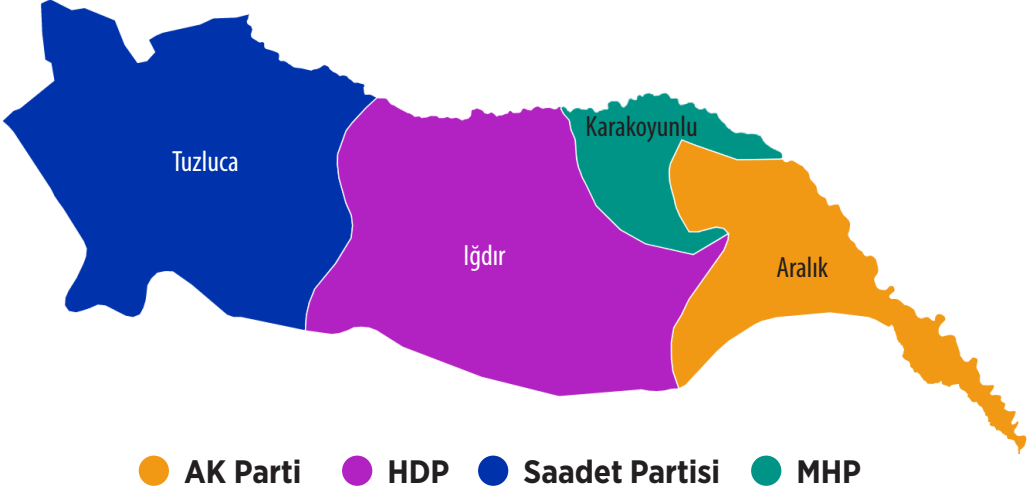 Karakoyunlu
Tuzluca
Iğdır
Aralık
AK Parti HDP Saadet Partisi MHP